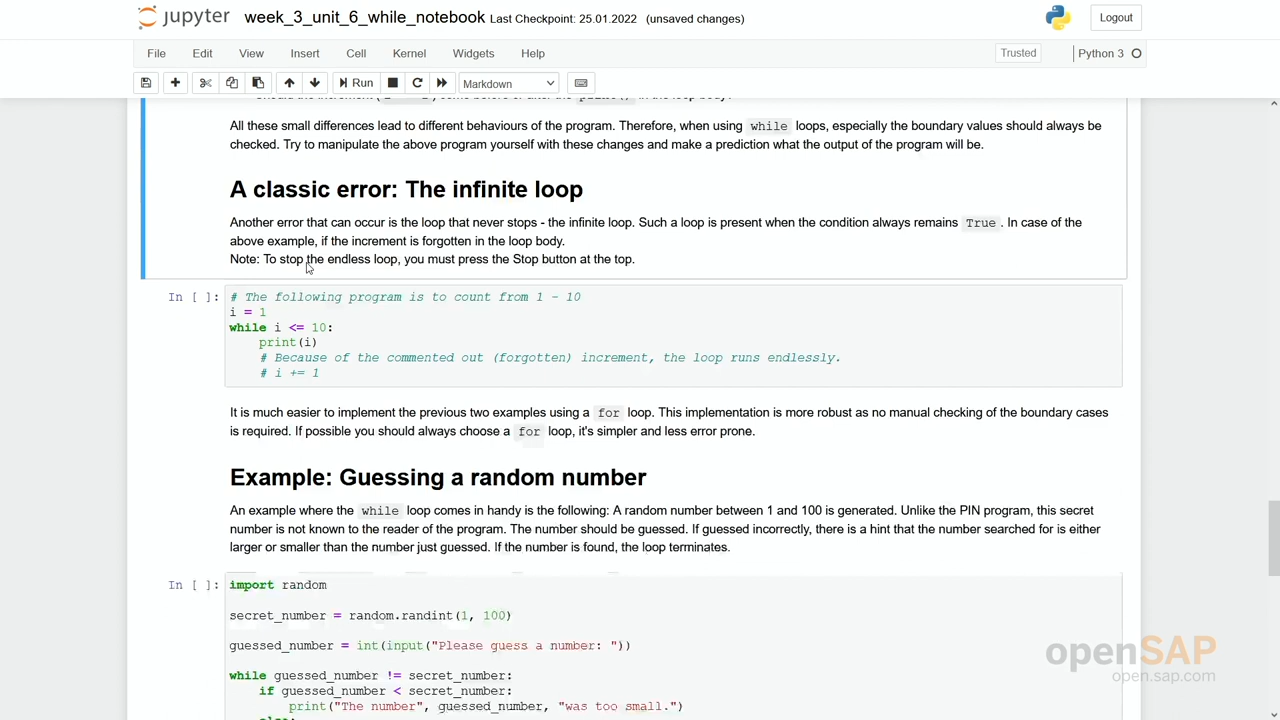 jupyter week_3_unit_6_while_notebook Last Checkpoint: 25.01.2022 (unsaved changes) Logout
File Edit View Insert Cell Kernel Widgets Help Trusted Python 3
Run Markdown
All these small differences lead to different behaviours of the program. Therefore, when using while loops, especially the boundary values should always be
checked. Try to manipulate the above program yourself with these changes and make a prediction what the output of the program will be.
A classic error: The infinite loop
Another error that can occur is the loop that never stops - the infinite loop. Such a loop is present when the condition always remains True . In case of the
above example, if the increment is forgotten in the loop body.
Note: To stop the endless loop, you must press the Stop button at the top.
In [ ]: # The following program is to count from 1 - 10
i = 1
while i <= 10:
    print(i)
    # Because of the commented out (forgotten) increment, the loop runs endlessly.
    # i += 1
It is much easier to implement the previous two examples using a for loop. This implementation is more robust as no manual checking of the boundary cases
is required. If possible you should always choose a for loop, it's simpler and less error prone.
Example: Guessing a random number
An example where the while loop comes in handy is the following: A random number between 1 and 100 is generated. Unlike the PIN program, this secret
number is not known to the reader of the program. The number should be guessed. If guessed incorrectly, there is a hint that the number searched for is either
larger or smaller than the number just guessed. If the number is found, the loop terminates.
In [ ]: import random
secret_number = random.randint(1, 100)
guessed_number = int(input("Please guess a number: "))
while guessed_number != secret_number:
    if guessed_number < secret_number:
        print("The number", guessed_number, "was too small.")
openSAP
open.sap.com